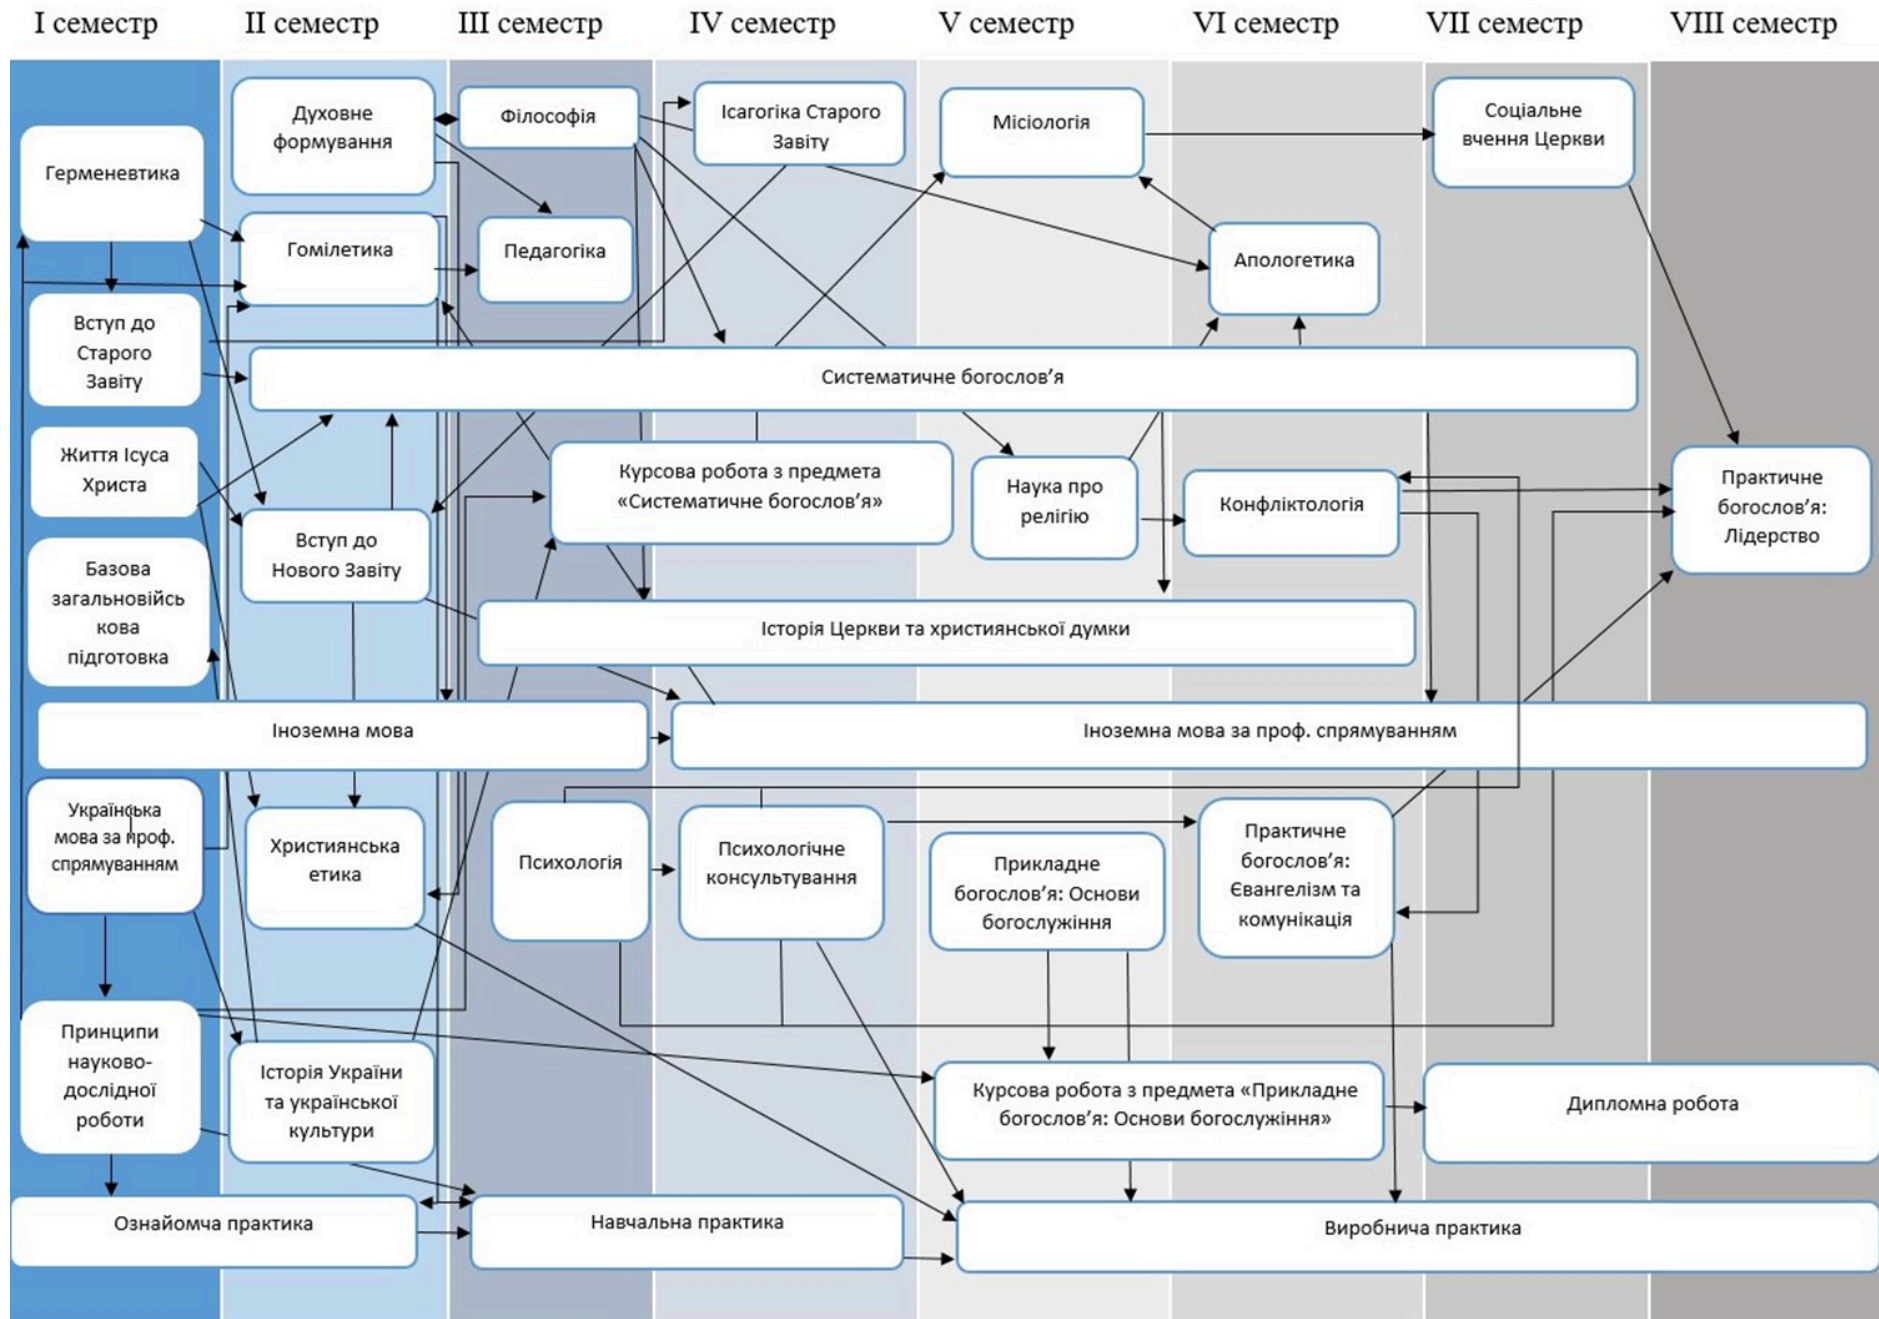 I семестр
II семестр
III семестр
IV семестр
V семестр
VI семестр
VII семестр
VIII семестр
Герменевтика
Вступ до
Старого
Завіту
Життя Ісуса
Христа
Базова
загальновійсь
кова
підготовка
Іноземна мова
Українська
мова за проф.
спрямуванням
Принципи
науково-
дослідної
роботи
Ознайомча практика
Духовне
формування
Гомілетика
Систематичне богослов’я
Вступ до
Нового Завіту
Християнська
етика
Історія України
та української
культури
Філософія
Педагогіка
Курсова робота з предмета
«Систематичне богослов’я»
Історія Церкви та християнської думки
Психологія
Навчальна практика
Ісагогіка Старого
Завіту
Іноземна мова за проф. спрямуванням
Психологічне
консультування
Місіологія
Наука про
релігію
Прикладне
богослов’я: Основи
богослужіння
Курсова робота з предмета «Прикладне
богослов’я: Основи богослужіння»
Виробнича практика
Апологетика
Конфліктологія
Практичне
богослов’я:
Євангелізм та
комунікація
Соціальне
вчення Церкви
Дипломна робота
Практичне
богослов’я:
Лідерство